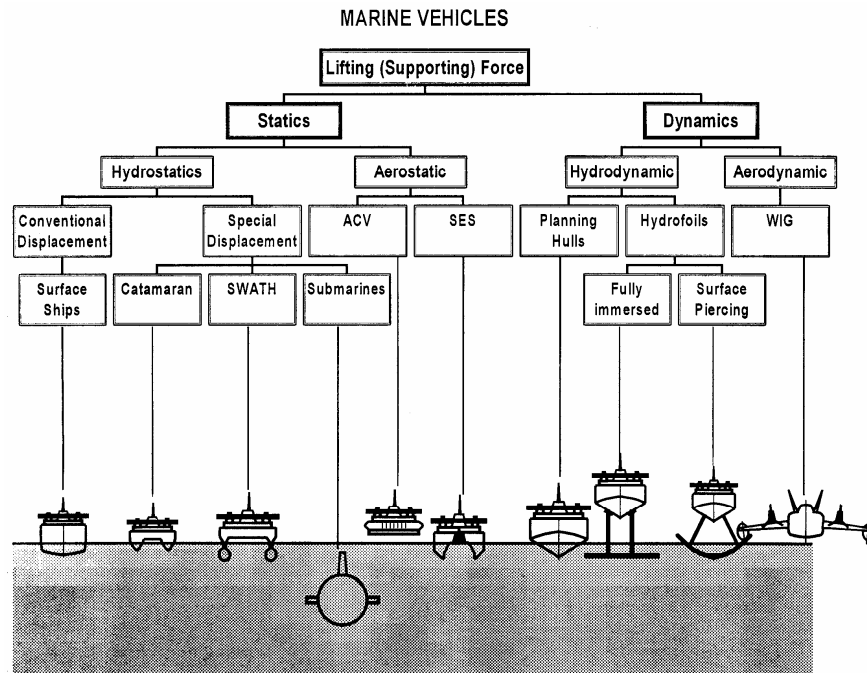 MARINE VEHICLES
Lifting (Supporting) Force
Statics
Dynamics
Hydrostatics
Aerostatic
Hydrodynamic
Aerodynamic
Conventional
Displacement
Special
Displacement
ACV
SES
Planning
Hulls
Hydrofoils
WIG
Surface
Ships
Catamaran
SWATH
Submarines
Fully
immersed
Surface
Piercing